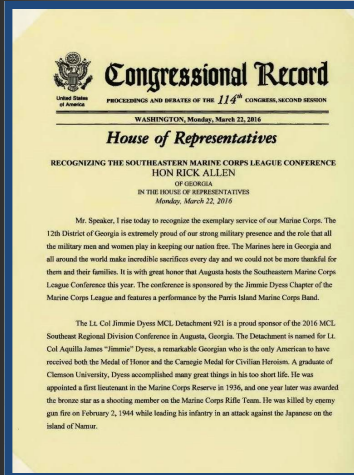 Congressional Record
United States
of America
PROCEEDINGS AND DEBATES OF THE 114th CONGRESS, SECOND SESSION
WASHINGTON, Monday, March 22, 2016
House of Representatives
RECOGNIZING THE SOUTHEASTERN MARINE CORPS LEAGUE CONFERENCE
HON RICK ALLEN
OF GEORGIA
IN THE HOUSE OF REPRESENTATIVES
Monday, March 22, 2016
Mr. Speaker, I rise today to recognize the exemplary service of our Marine Corps. The
12th District of Georgia is extremely proud of our strong military presence and the role that all
the military men and women play in keeping our nation free. The Marines here in Georgia and
all around the world make incredible sacrifices every day and we could not be more thankful for
them and their families. It is with great honor that Augusta hosts the Southeastern Marine Corps
League Conference this year. The conference is sponsored by the Jimmie Dyess Chapter of the
Marine Corps League and features a performance by the Parris Island Marine Corps Band.
The Lt. Col Jimmie Dyess MCL Detachment 921 is a proud sponsor of the 2016 MCL
Southeast Regional Division Conference in Augusta, Georgia. The Detachment is named for Lt.
Col Aquilla James "Jimmie" Dyess, a remarkable Georgian who is the only American to have
received both the Medal of Honor and the Carnegie Medal for Civilian Heroism. A graduate of
Clemson University, Dyess accomplished many great things in his too short life. He was
appointed a first lieutenant in the Marine Corps Reserve in 1936, and one year later was awarded
the bronze star as a shooting member on the Marine Corps Rifle Team. He was killed by enemy
gun fire on February 2, 1944 while leading his infantry in an attack against the Japanese on the
island of Namur.